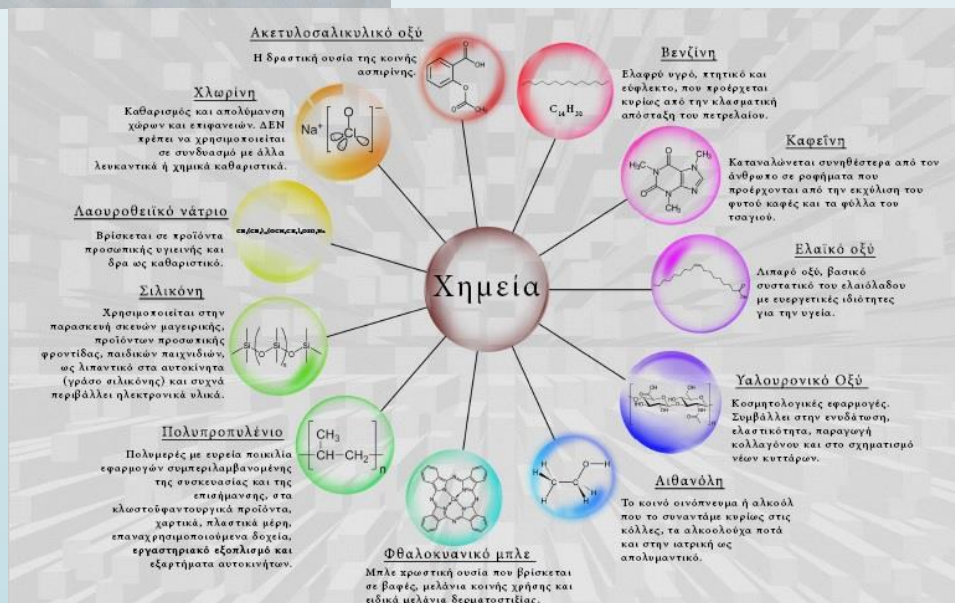 Ακετυλοσαλικυλικό οξύ
Η δραστική ουσία της κοινής
ασπιρίνης.
Βενζίνη
Ελαφρύ υγρό, πτητικό και
εύφλεκτο, που προέρχεται
κυρίως από την κλασματική
απόσταξη του πετρελαίου.
C14H30
Χλωρίνη
Καθαρισμός και απολύμανση
χώρων και επιφανειών. ΔΕΝ
πρέπει να χρησιμοποιείται
σε συνδυασμό με άλλα
λευκαντικά ή χημικά καθαριστικά.
Na+ [ O Cl ]−
Καφεΐνη
Καταναλώνεται συνηθέστερα από τον
άνθρωπο σε ροφήματα που
προέρχονται από την εκχύλιση του
φυτού καφές και τα φύλλα του
τσαγιού.
Λαουροθειϊκό νάτριο
Βρίσκεται σε προϊόντα
προσωπικής υγιεινής και
δρα ως καθαριστικό.
Χημεία
Ελαϊκό οξύ
Λιπαρό οξύ, βασικό
συστατικό του ελαιόλαδου
με ευεργετικές ιδιότητες
για την υγεία.
Σιλικόνη
Χρησιμοποιείται στην
παρασκευή σκευών μαγειρικής,
προϊόντων προσωπικής
φροντίδας, παιδικών παιχνιδιών,
ως λιπαντικό στα αυτοκίνητα
(γράσο σιλικόνης) και συχνά
περιβάλλει ηλεκτρονικά υλικά.
Υαλουρονικό Οξύ
Κοσμητολογικές εφαρμογές.
Συμβάλλει στην ενυδάτωση,
ελαστικότητα, παραγωγή
κολλαγόνου και στο σχηματισμό
νέων κυττάρων.
Πολυπροπυλένιο
Πολυμερές με ευρεία ποικιλία
εφαρμογών συμπεριλαμβανομένης
της συσκευασίας και της
επισήμανσης, στα
κλωστοϋφαντουργικά προϊόντα,
χαρτικά, πλαστικά μέρη,
επαναχρησιμοποιούμενα δοχεία,
εργαστηριακό εξοπλισμό και
εξαρτήματα αυτοκινήτων.
CH3
CH—CH2
n
Αιθανόλη
Το κοινό οινόπνευμα ή αλκοόλ
που το συναντάμε κυρίως στις
κόλλες, τα αλκοολούχα ποτά
και στην ιατρική ως
απολυμαντικό.
Φθαλοκυανικό μπλε
Μπλε χρωστική ουσία που βρίσκεται
σε βαφές, μελάνια κοινής χρήσης και
ειδικά μελάνια δερματοστιξίας.